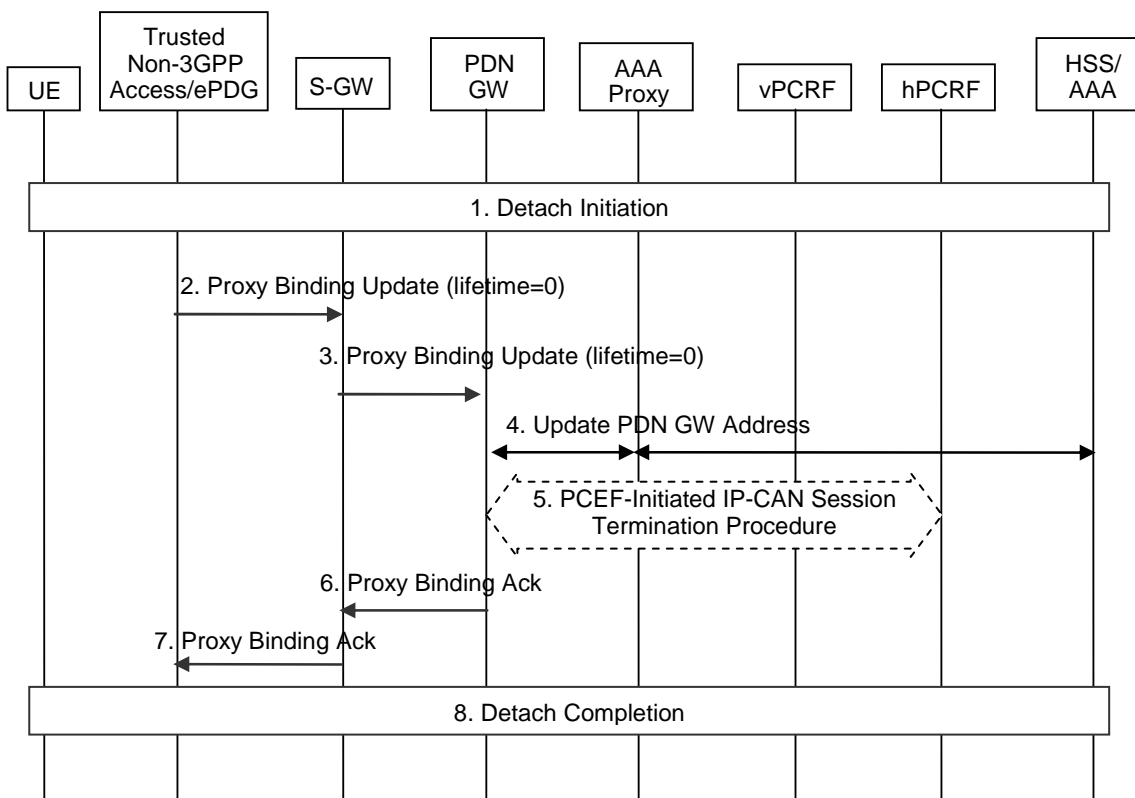 UE
Trusted
Non-3GPP
Access/ePDG
S-GW
PDN
GW
AAA
Proxy
vPCRF
hPCRF
HSS/
AAA
1. Detach Initiation
2. Proxy Binding Update (lifetime=0)
3. Proxy Binding Update (lifetime=0)
4. Update PDN GW Address
5. PCEF-Initiated IP-CAN Session
Termination Procedure
6. Proxy Binding Ack
7. Proxy Binding Ack
8. Detach Completion